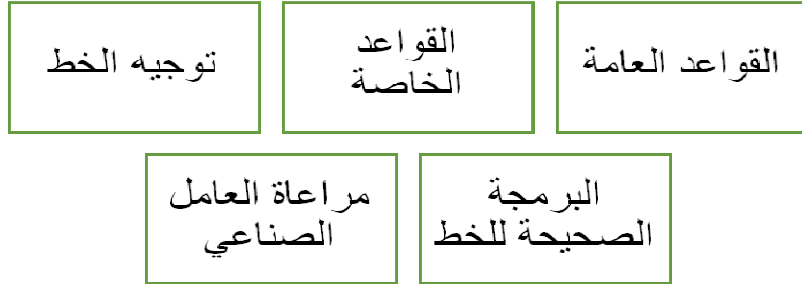 القواعد العامة
القواعد
الخاصة
توجيه الخط
البرمجة
الصحيحة للخط
مراعاة العامل
الصناعي